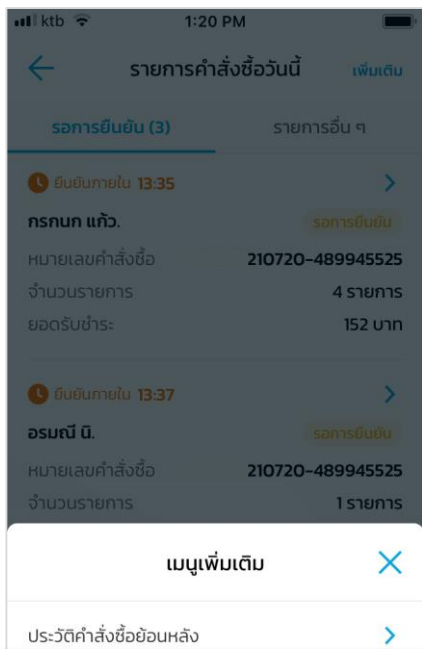 ktb 1:20 PM
รายการคำสั่งซื้อวันนี้ เพิ่มเติม
รอการยืนยัน (3) รายการอื่น ๆ
ยืนยันภายใน 13:35
กรกนก แก้ว. รอการยืนยัน
หมายเลขคำสั่งซื้อ 210720-489945525
จำนวนรายการ 4 รายการ
ยอดรับชำระ 152 บาท
ยืนยันภายใน 13:37
อรมณี นิ. รอการยืนยัน
หมายเลขคำสั่งซื้อ 210720-489945525
จำนวนรายการ 1 รายการ
เมนูเพิ่มเติม
ประวัติคำสั่งซื้อย้อนหลัง